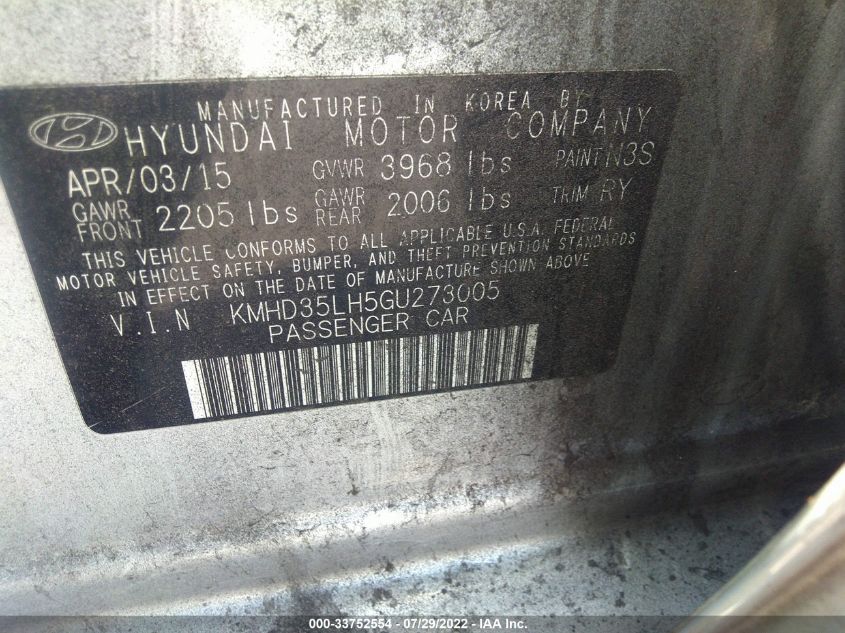 MANUFACTURED IN KOREA BY
HYUNDAI MOTOR COMPANY
APR/03/15 GVWR 3968 lbs PAINT N3S
GAWR FRONT 2205 lbs GAWR REAR 2006 lbs TRIM RY
THIS VEHICLE CONFORMS TO ALL APPLICABLE U.S.A. FEDERAL
MOTOR VEHICLE SAFETY, BUMPER, AND THEFT PREVENTION STANDARDS
IN EFFECT ON THE DATE OF MANUFACTURE SHOWN ABOVE
V.I.N KMHD35LH5GU273005
PASSENGER CAR
000-33752554 - 07/29/2022 - IAA Inc.